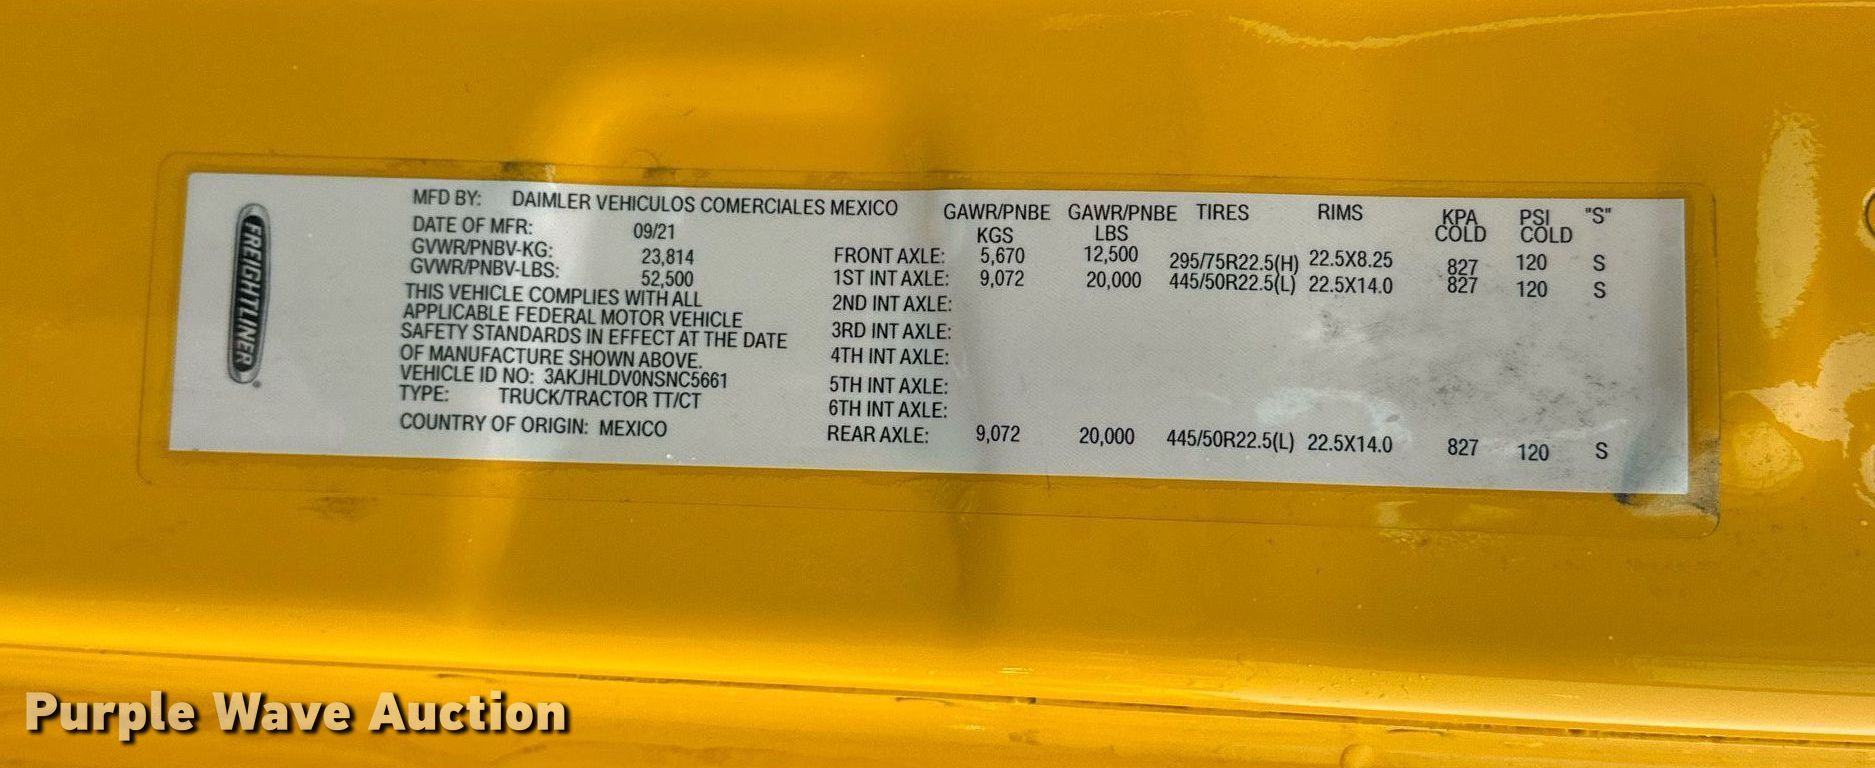 FREIGHTLINER
MFD BY: DAIMLER VEHICULOS COMERCIALES MEXICO
DATE OF MFR: 09/21
GVWR/PNBV-KG: 23,814
GVWR/PNBV-LBS: 52,500
THIS VEHICLE COMPLIES WITH ALL
APPLICABLE FEDERAL MOTOR VEHICLE
SAFETY STANDARDS IN EFFECT AT THE DATE
OF MANUFACTURE SHOWN ABOVE.
VEHICLE ID NO: 3AKJHLDV0NSNC5661
TYPE: TRUCK/TRACTOR TT/CT
COUNTRY OF ORIGIN: MEXICO
GAWR/PNBE GAWR/PNBE TIRES RIMS KPA PSI "S"
KGS LBS COLD COLD
FRONT AXLE: 5,670 12,500 295/75R22.5(H) 22.5X8.25 827 120 S
1ST INT AXLE: 9,072 20,000 445/50R22.5(L) 22.5X14.0 827 120 S
2ND INT AXLE:
3RD INT AXLE:
4TH INT AXLE:
5TH INT AXLE:
6TH INT AXLE:
REAR AXLE: 9,072 20,000 445/50R22.5(L) 22.5X14.0 827 120 S
Purple Wave Auction